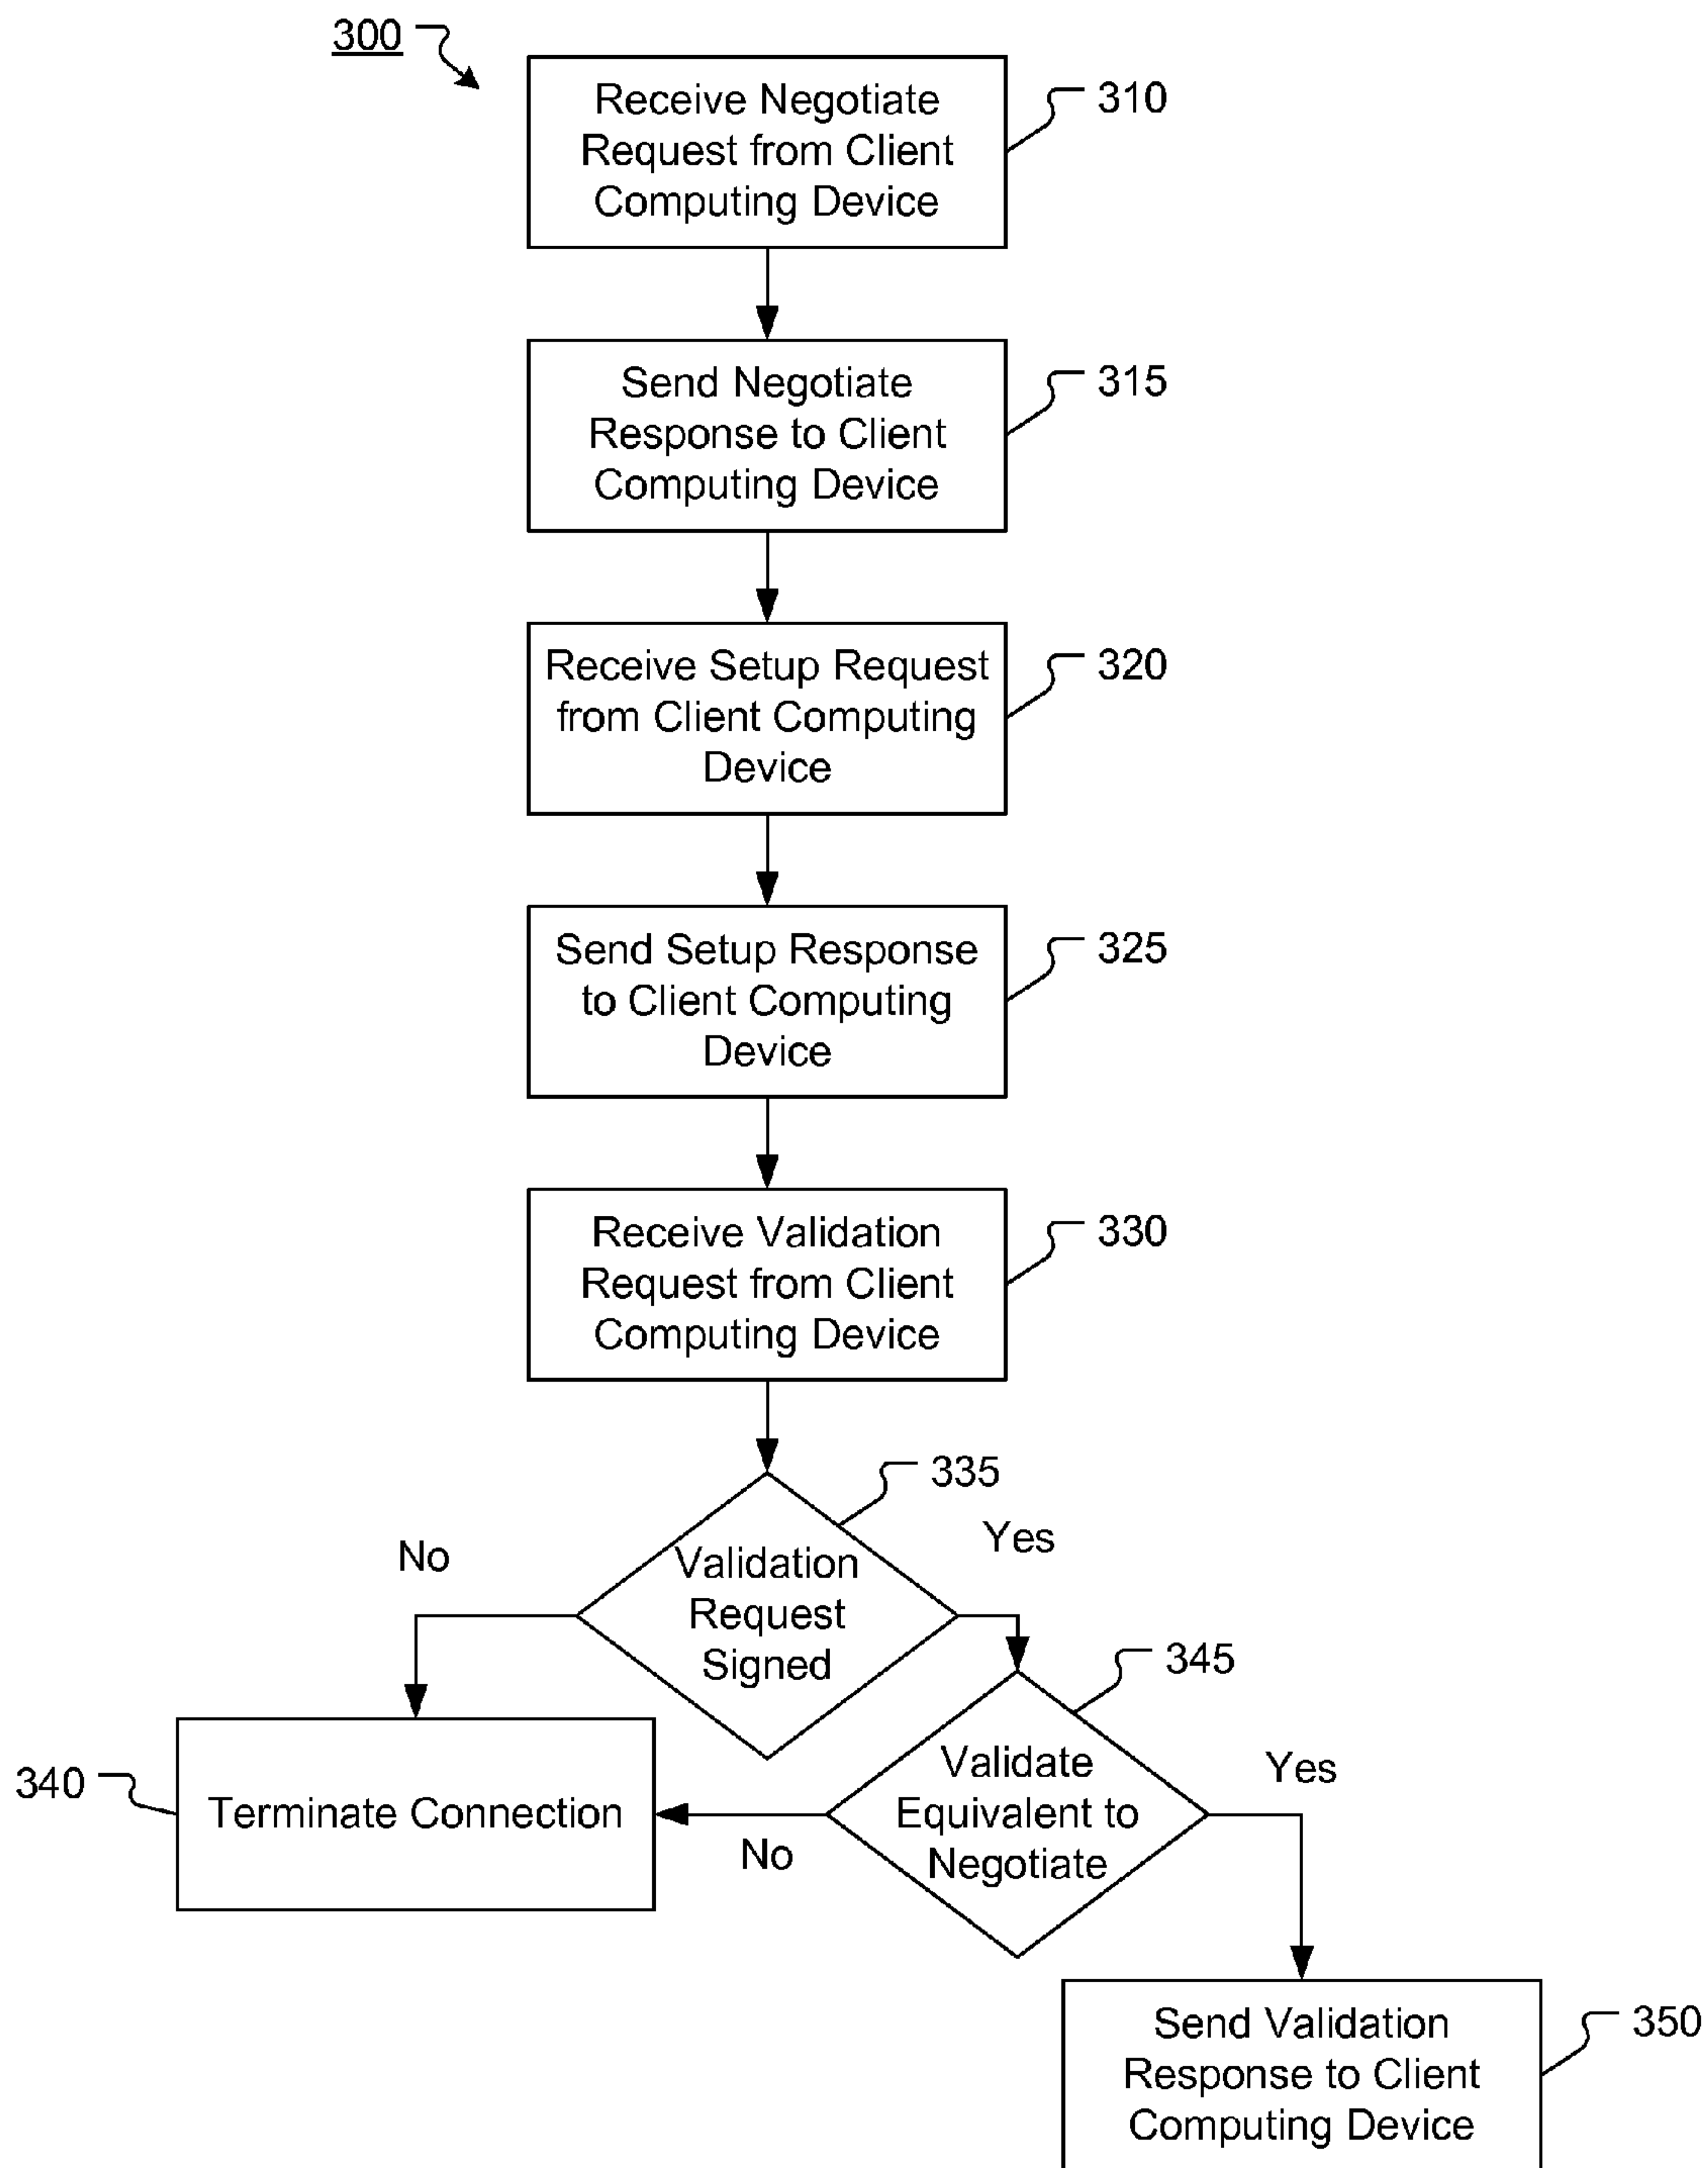 300
Receive Negotiate
Request from Client
Computing Device
310
Send Negotiate
Response to Client
Computing Device
315
Receive Setup Request
from Client Computing
Device
320
Send Setup Response
to Client Computing
Device
325
Receive Validation
Request from Client
Computing Device
330
335
No
Yes
Validation
Request
Signed
345
340
Terminate Connection
No
Validate
Equivalent to
Negotiate
Yes
Send Validation
Response to Client
Computing Device
350